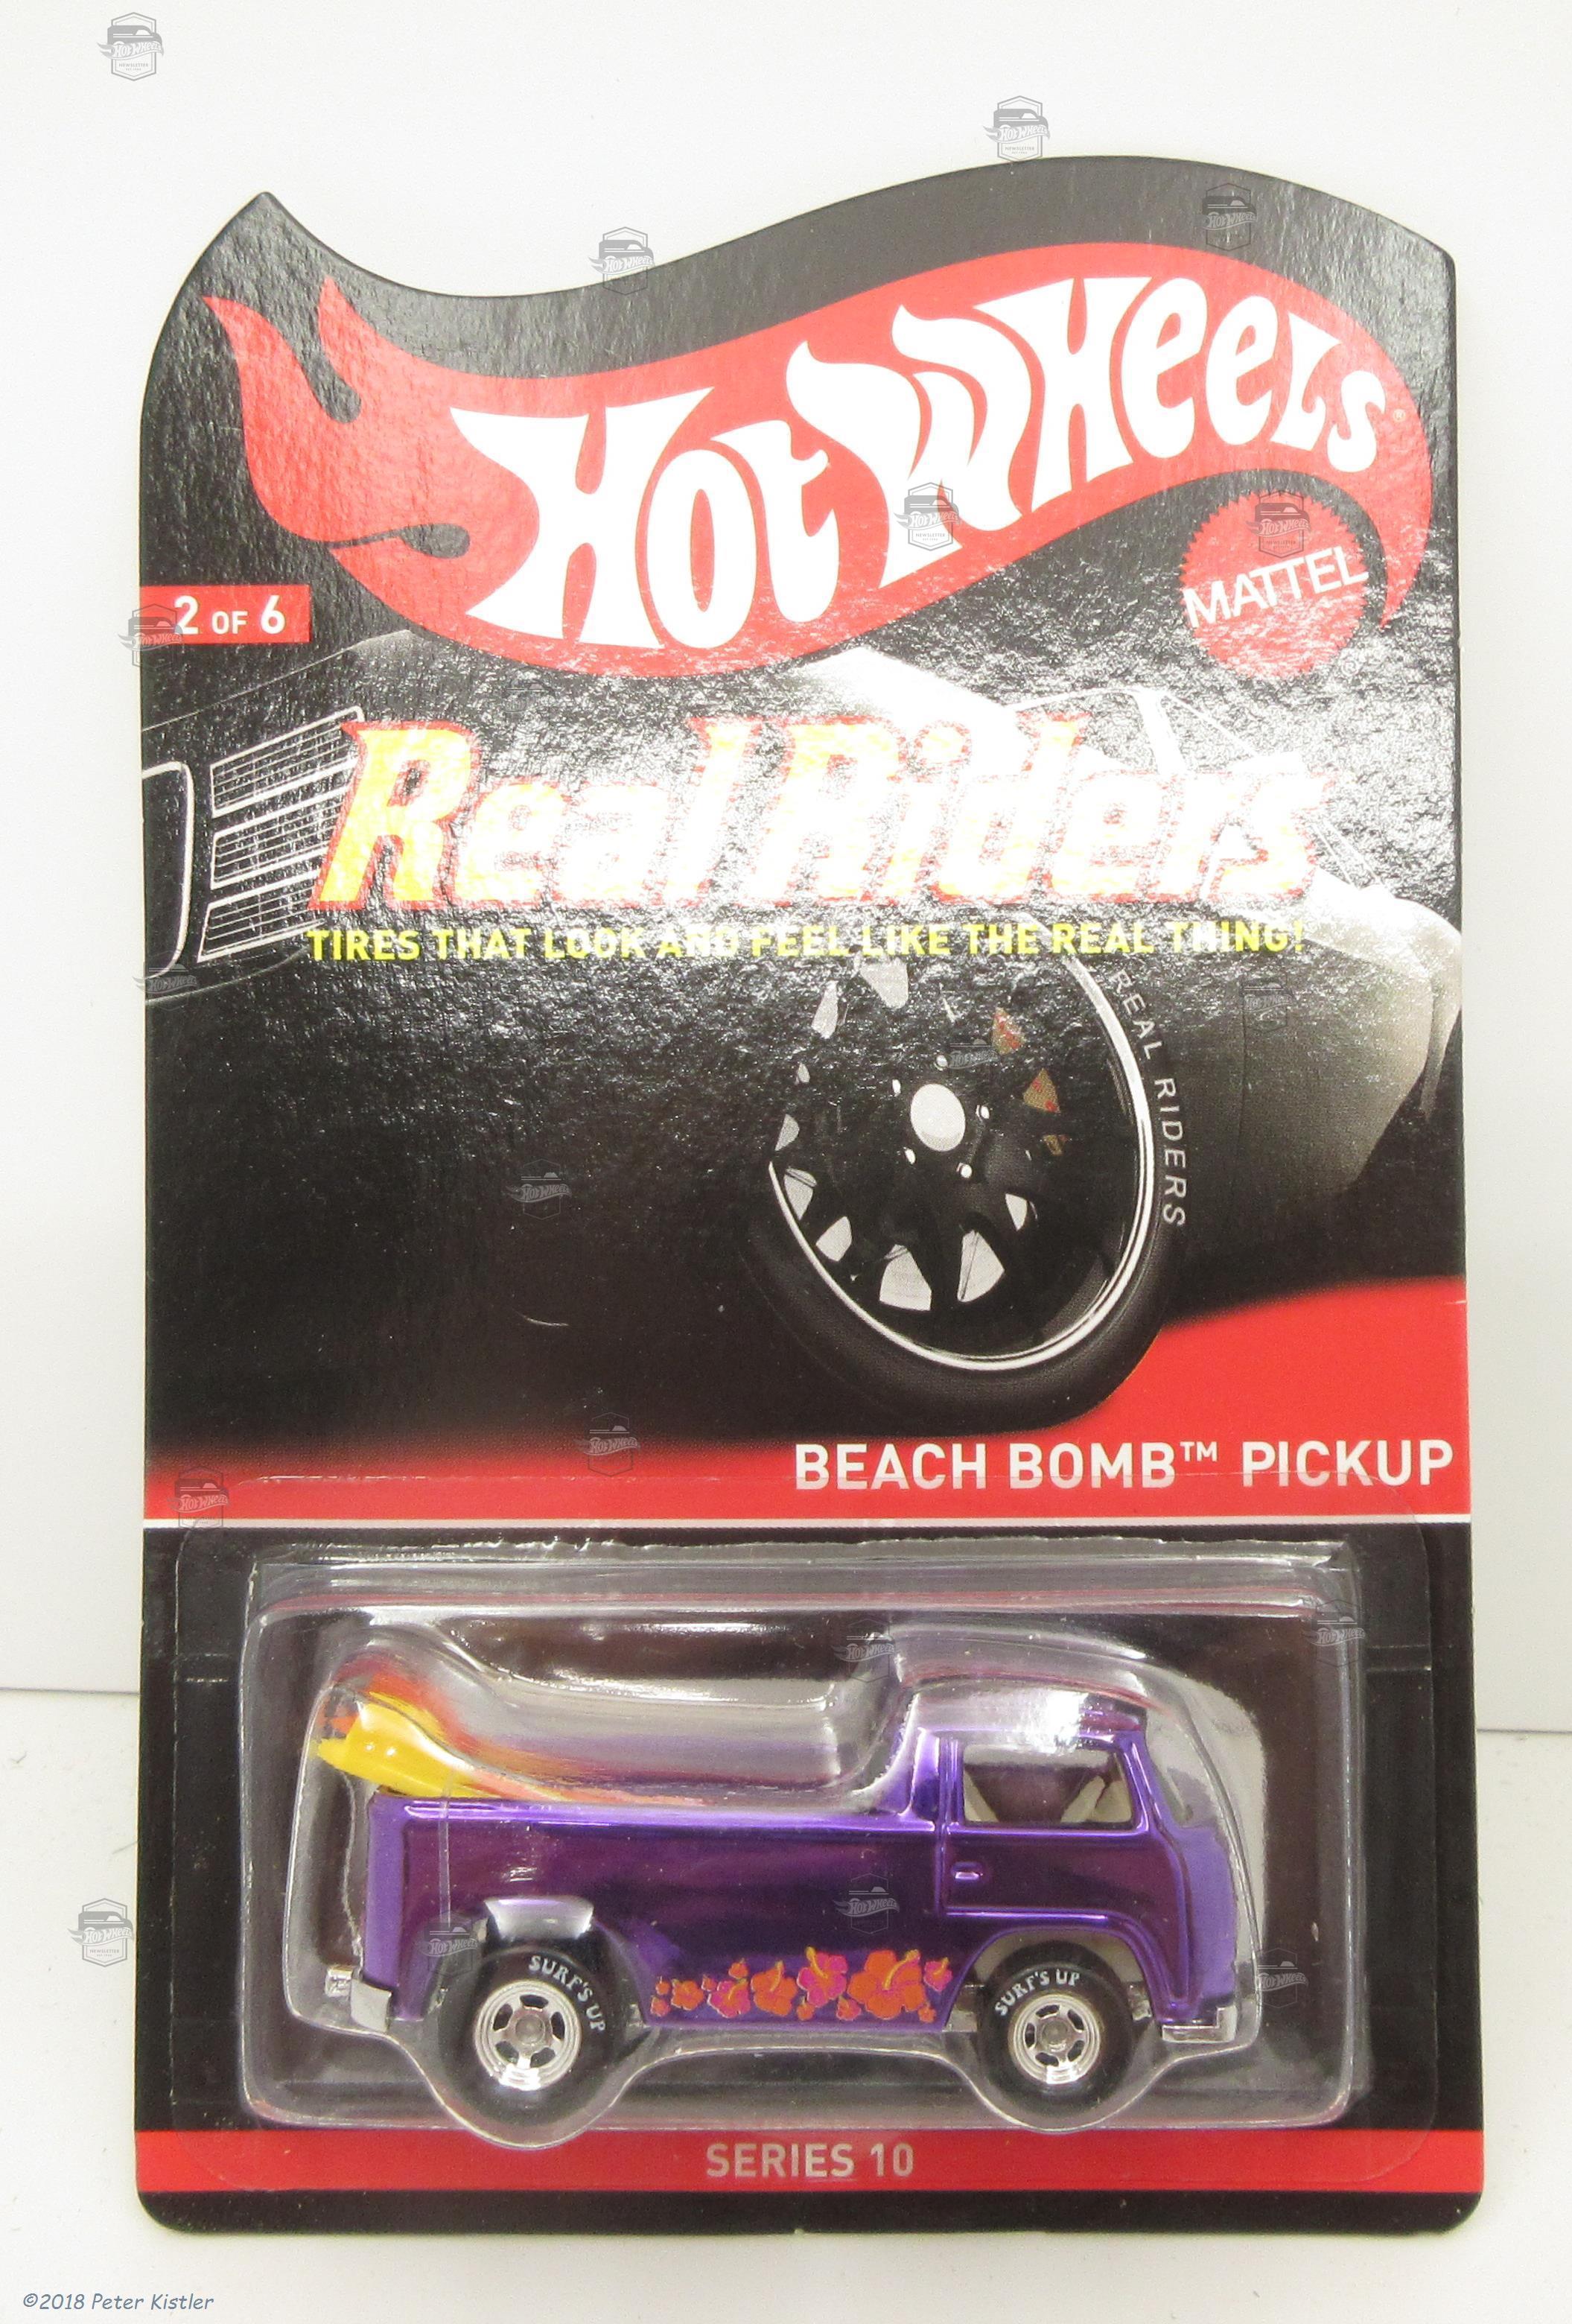 HOT WHEELS®
MATTEL
2 OF 6
Real Riders
TIRES THAT LOOK AND FEEL LIKE THE REAL THING!
REAL RIDERS
BEACH BOMB™ PICKUP
SURF'S UP
SURF'S UP
SERIES 10
©2018 Peter Kistler